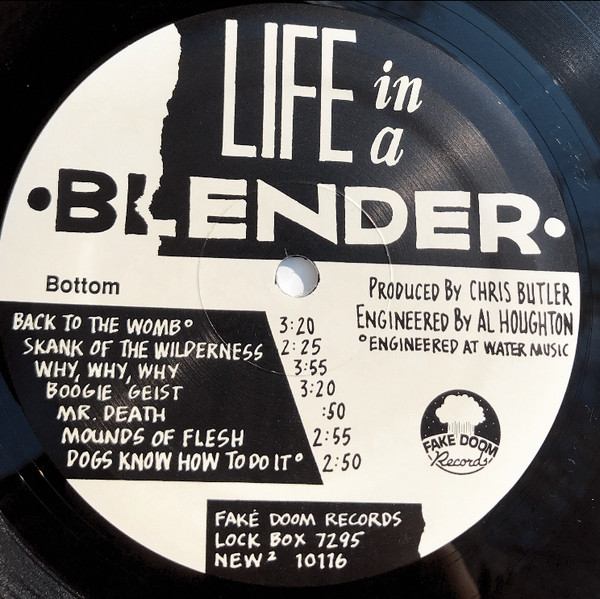 LIFE in a
•BLENDER•
Bottom
BACK TO THE WOMB° 3:20
SKANK OF THE WILDERNESS 2:25
WHY, WHY, WHY 3:55
BOOGIE 'GEIST 3:20
MR. DEATH :50
MOUNDS OF FLESH 2:55
DOGS KNOW HOW TO DO IT° 2:50
PRODUCED BY CHRIS BUTLER
ENGINEERED BY AL HOUGHTON
°ENGINEERED AT WATER MUSIC
FAKE DOOM
Records
FAKÉ DOOM RECORDS
LOCK BOX 7295
NEW² 10116